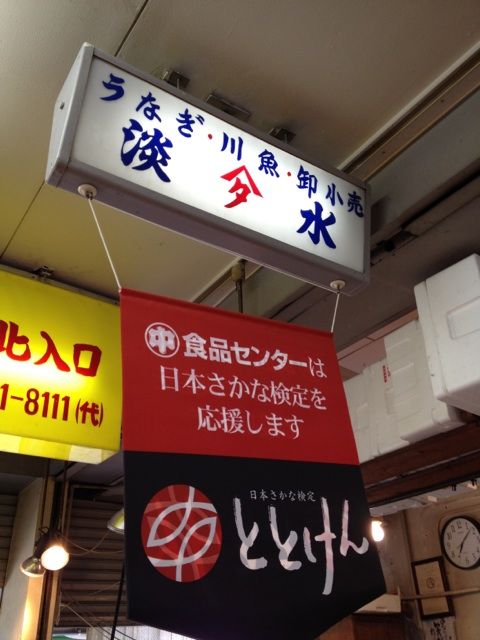 うなぎ・川魚・卸小売
淡 タ 水
北入口
1-8111(代)
中 食品センターは
日本さかな検定を
応援します
日本さかな検定
ととけん